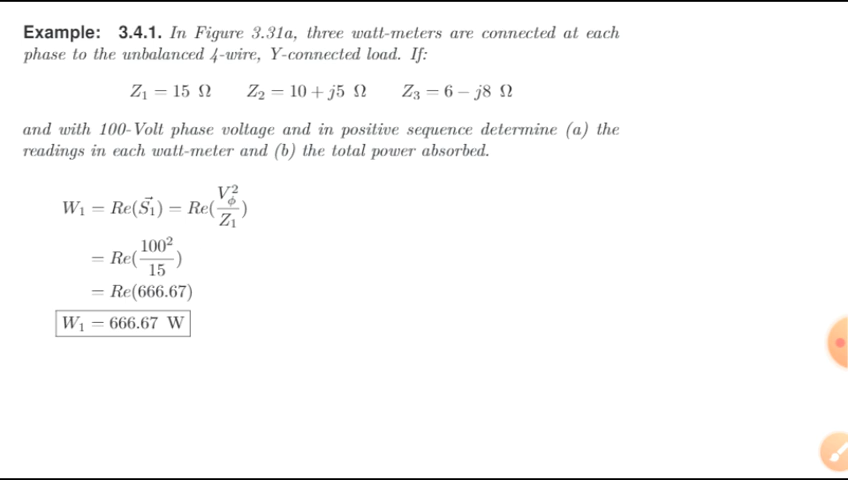 Example: 3.4.1. In Figure 3.31a, three watt-meters are connected at each
phase to the unbalanced 4-wire, Y-connected load. If:
Z₁ = 15 Ω Z₂ = 10 + j5 Ω Z₃ = 6 − j8 Ω
and with 100-Volt phase voltage and in positive sequence determine (a) the
readings in each watt-meter and (b) the total power absorbed.
W₁ = Re(S⃗₁) = Re(V_ϕ²/Z₁)
= Re(100²/15)
= Re(666.67)
W₁ = 666.67 W